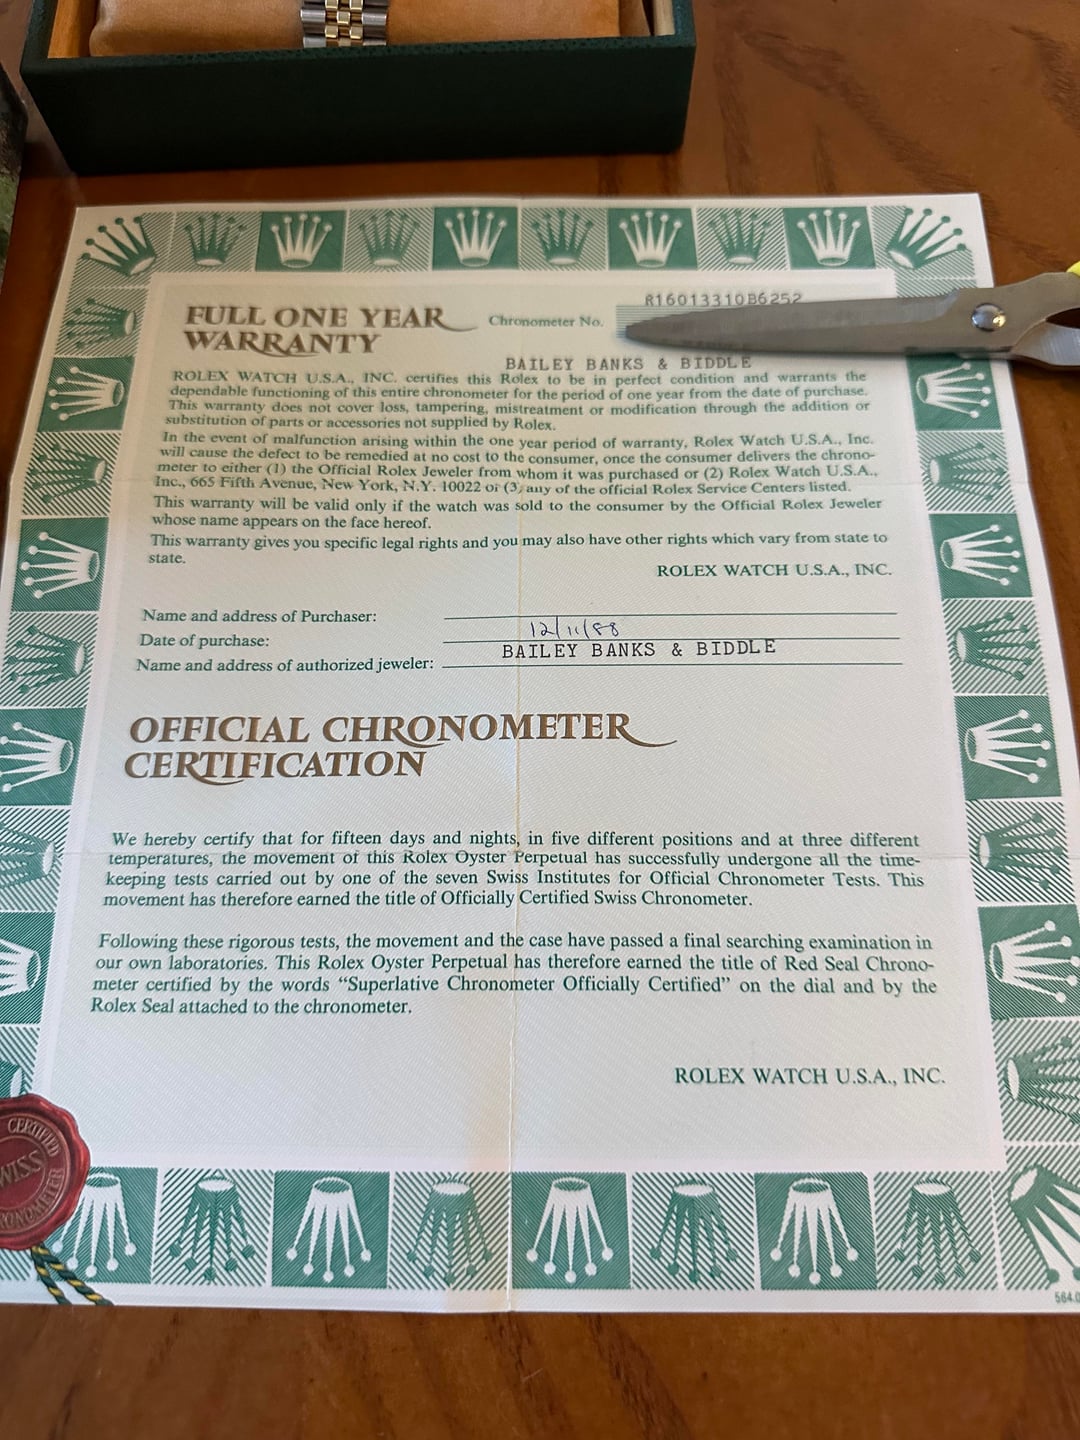 R16013310B6252
FULL ONE YEAR
WARRANTY
Chronometer No.
BAILEY BANKS & BIDDLE
ROLEX WATCH U.S.A., INC. certifies this Rolex to be in perfect condition and warrants the
dependable functioning of this entire chronometer for the period of one year from the date of purchase.
This warranty does not cover loss, tampering, mistreatment or modification through the addition or
substitution of parts or accessories not supplied by Rolex.
In the event of malfunction arising within the one year period of warranty, Rolex Watch U.S.A., Inc.
will cause the defect to be remedied at no cost to the consumer, once the consumer delivers the chrono-
meter to either (1) the Official Rolex Jeweler from whom it was purchased or (2) Rolex Watch U.S.A.,
Inc., 665 Fifth Avenue, New York, N.Y. 10022 or (3) any of the official Rolex Service Centers listed.
This warranty will be valid only if the watch was sold to the consumer by the Official Rolex Jeweler
whose name appears on the face hereof.
This warranty gives you specific legal rights and you may also have other rights which vary from state to
state.
ROLEX WATCH U.S.A., INC.
Name and address of Purchaser:
Date of purchase: 12/11/88
Name and address of authorized jeweler: BAILEY BANKS & BIDDLE
OFFICIAL CHRONOMETER
CERTIFICATION
We hereby certify that for fifteen days and nights, in five different positions and at three different
temperatures, the movement of this Rolex Oyster Perpetual has successfully undergone all the time-
keeping tests carried out by one of the seven Swiss Institutes for Official Chronometer Tests. This
movement has therefore earned the title of Officially Certified Swiss Chronometer.
Following these rigorous tests, the movement and the case have passed a final searching examination in
our own laboratories. This Rolex Oyster Perpetual has therefore earned the title of Red Seal Chrono-
meter certified by the words “Superlative Chronometer Officially Certified” on the dial and by the
Rolex Seal attached to the chronometer.
ROLEX WATCH U.S.A., INC.
CERTIFIED
564.0